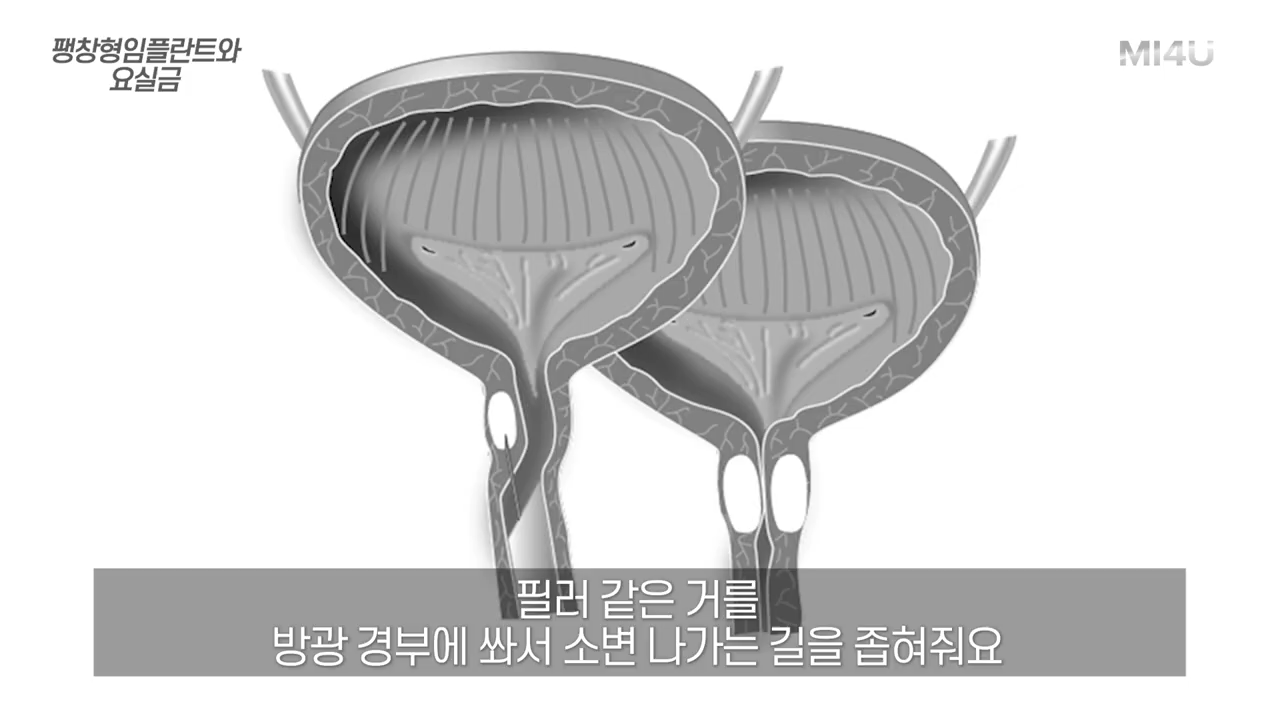 팽창형임플란트와
요실금
MI4U
필러 같은 거를
방광 경부에 쏴서 소변 나가는 길을 좁혀줘요